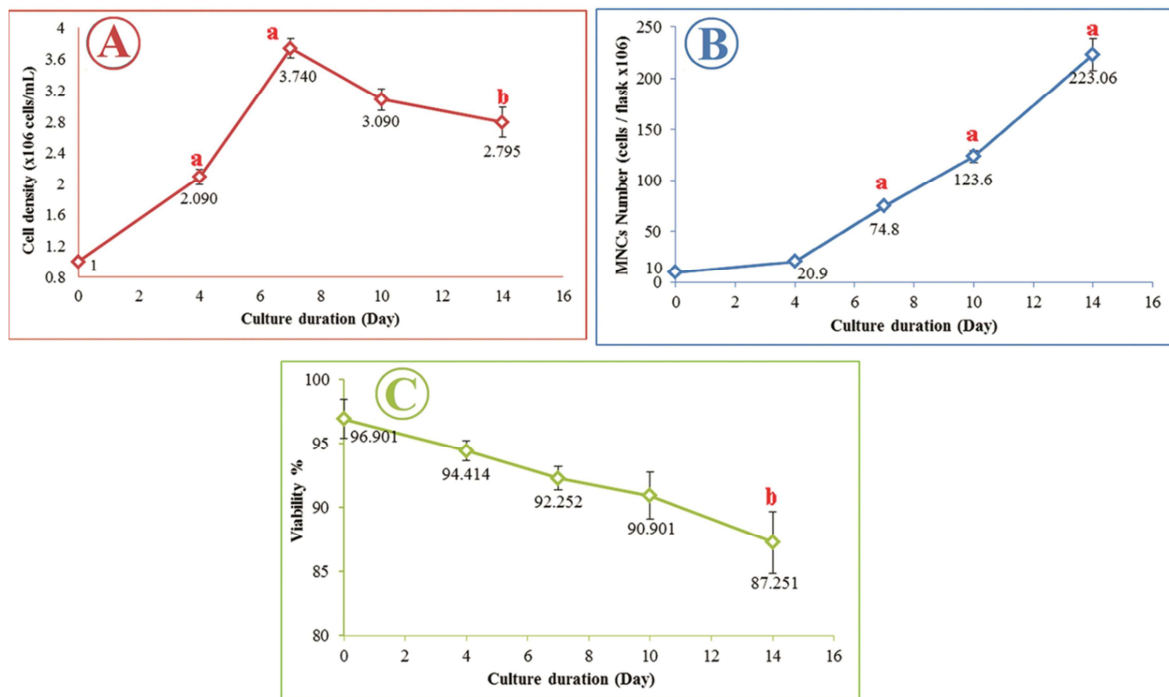 A
Cell density (x106 cells/mL)
4
3.6
3.2
2.8
2.4
2
1.6
1.2
0.8
a
3.740
3.090
b
2.795
a
2.090
1
0 2 4 6 8 10 12 14 16
Culture duration (Day)
B
MNCs Number (cells / flask x106)
250
200
150
100
50
10
0
a
223.06
a
123.6
a
74.8
20.9
0 2 4 6 8 10 12 14 16
Culture duration (Day)
C
Viability %
100
95
90
85
80
96.901
94.414
92.252
90.901
b
87.251
0 2 4 6 8 10 12 14 16
Culture duration (Day)